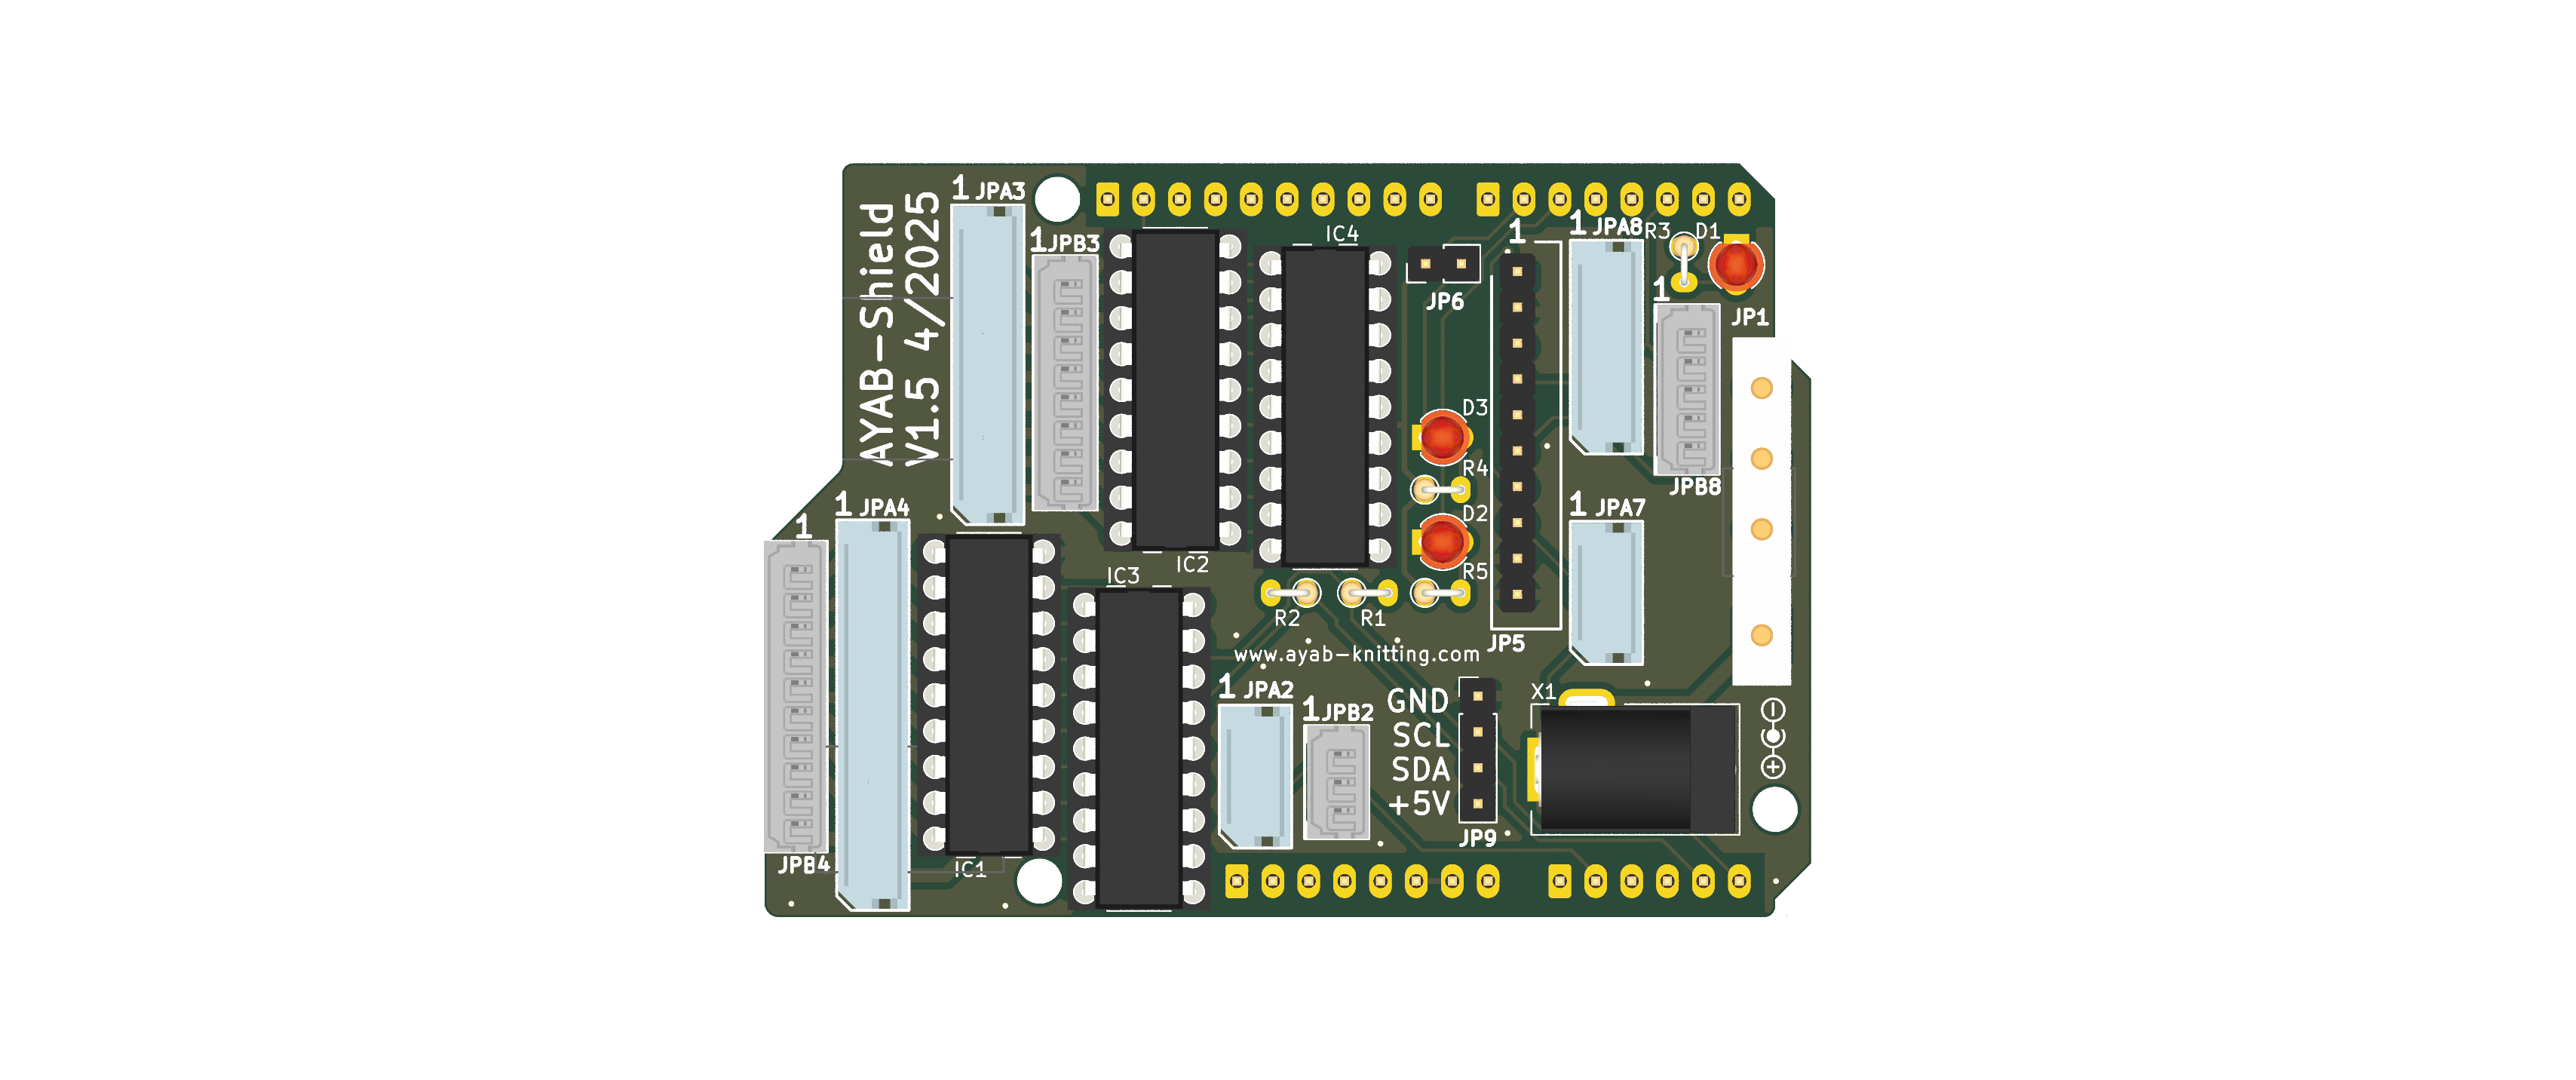 AYAB-Shield
V1.5 4/2025
1 JPA3
1 JPB3
IC4
1
1 JPA8
R3 D1
JP6
1
JP1
D3
R4
JPB8
1 JPA4
1 JPA7
D2
1
IC2
R5
IC3
R2 R1
JP5
www.ayab-knitting.com
1 JPA2
1 JPB2
GND
SCL
SDA
+5V
X1
JP9
JPB4
IC1